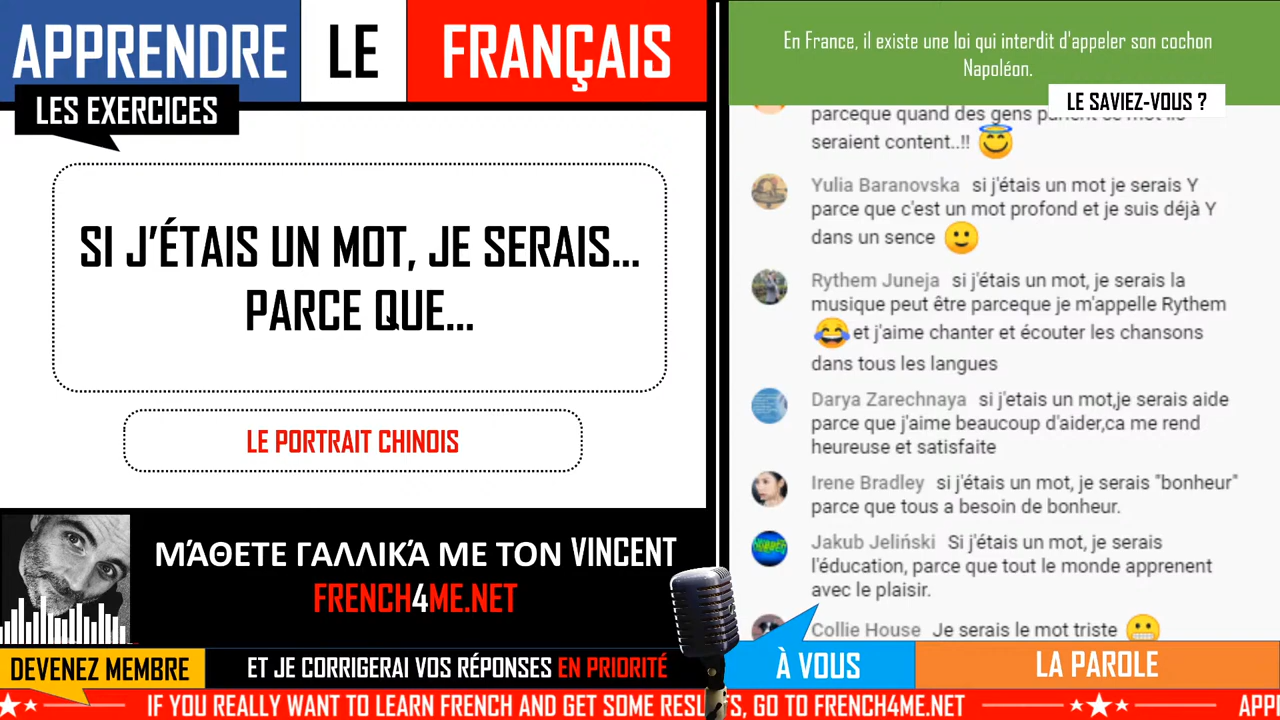 APPRENDRE LE FRANÇAIS
LES EXERCICES
SI J'ÉTAIS UN MOT, JE SERAIS...
PARCE QUE...
LE PORTRAIT CHINOIS
ΜΆΘΕΤΕ ΓΑΛΛΙΚΆ ΜΕ ΤΟΝ VINCENT
FRENCH4ME.NET
DEVENEZ MEMBRE
ET JE CORRIGERAI VOS RÉPONSES EN PRIORITÉ
En France, il existe une loi qui interdit d'appeler son cochon
Napoléon.
LE SAVIEZ-VOUS ?
parceque quand des gens parlent ce mot ils
seraient content..!! 😇
Yulia Baranovska si j'étais un mot je serais Y
parce que c'est un mot profond et je suis déjà Y
dans un sence 🙂
Rythem Juneja si j'étais un mot, je serais la
musique peut être parceque je m'appelle Rythem
😂 et j'aime chanter et écouter les chansons
dans tous les langues
Darya Zarechnaya si j'etais un mot,je serais aide
parce que j'aime beaucoup d'aider,ca me rend
heureuse et satisfaite
Irene Bradley si j'étais un mot, je serais "bonheur"
parce que tous a besoin de bonheur.
Jakub Jeliński Si j'étais un mot, je serais
l'éducation, parce que tout le monde apprenent
avec le plaisir.
Collie House Je serais le mot triste 😬
À VOUS
LA PAROLE
IF YOU REALLY WANT TO LEARN FRENCH AND GET SOME RESULTS, GO TO FRENCH4ME.NET
APP